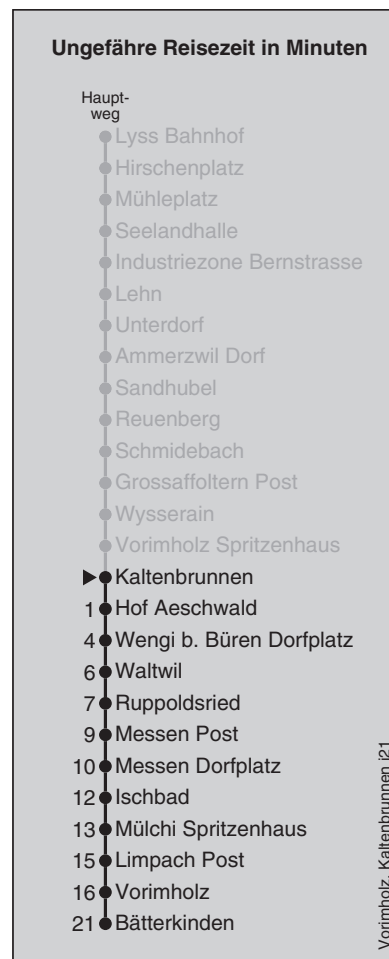 Ungefähre Reisezeit in Minuten
Haupt-
weg
Lyss Bahnhof
Hirschenplatz
Mühleplatz
Seelandhalle
Industriezone Bernstrasse
Lehn
Unterdorf
Ammerzwil Dorf
Sandhubel
Reuenberg
Schmidebach
Grossaffoltern Post
Wysserain
Vorimholz Spritzenhaus
Kaltenbrunnen
1 Hof Aeschwald
4 Wengi b. Büren Dorfplatz
6 Waltwil
7 Ruppoldsried
9 Messen Post
10 Messen Dorfplatz
12 Ischbad
13 Mülchi Spritzenhaus
15 Limpach Post
16 Vorimholz
21 Bätterkinden
Vorimholz, Kaltenbrunnen j21